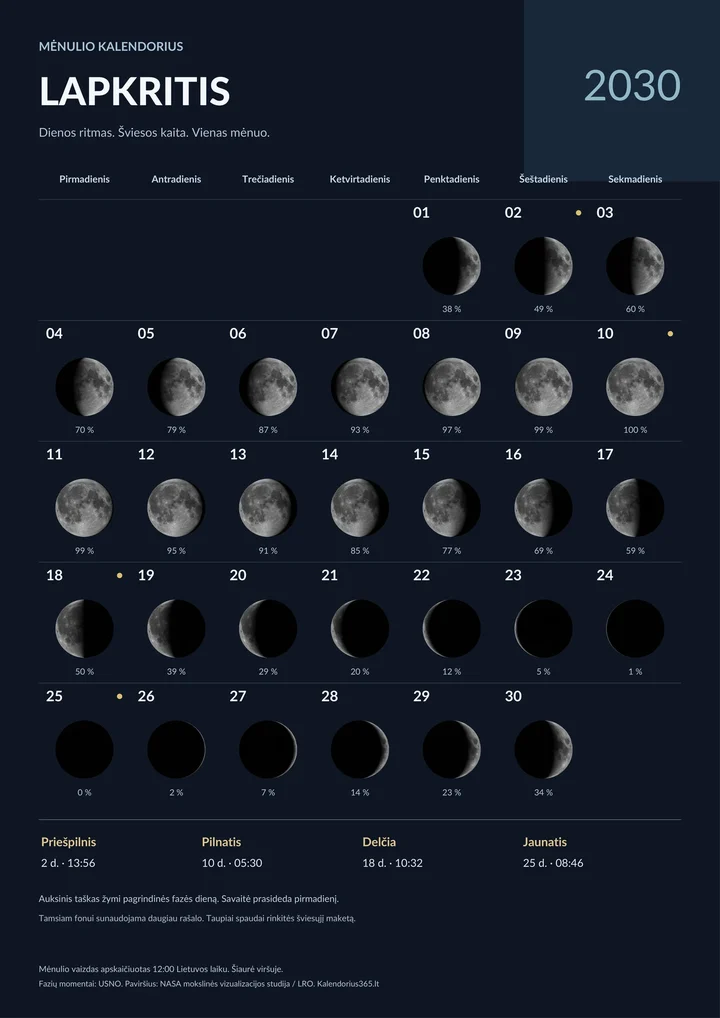 MĖNULIO KALENDORIUS
LAPKRITIS
2030
Dienos ritmas. Šviesos kaita. Vienas mėnuo.
Pirmadienis Antradienis Trečiadienis Ketvirtadienis Penktadienis Šeštadienis Sekmadienis
01 02 03
38 % 49 % 60 %
04 05 06 07 08 09 10
70 % 79 % 87 % 93 % 97 % 99 % 100 %
11 12 13 14 15 16 17
99 % 95 % 91 % 85 % 77 % 69 % 59 %
18 19 20 21 22 23 24
50 % 39 % 29 % 20 % 12 % 5 % 1 %
25 26 27 28 29 30
0 % 2 % 7 % 14 % 23 % 34 %
Priešpilnis Pilnatis Delčia Jaunatis
2 d. · 13:56 10 d. · 05:30 18 d. · 10:32 25 d. · 08:46
Auksinis taškas žymi pagrindinės fazės dieną. Savaitė prasideda pirmadienį.
Tamsiam fonui sunaudojama daugiau rašalo. Taupiai spaudai rinkitės šviesųjį maketą.
Mėnulio vaizdas apskaičiuotas 12:00 Lietuvos laiku. Šiaurė viršuje.
Fazių momentai: USNO. Paviršius: NASA mokslinės vizualizacijos studija / LRO. Kalendorius365.lt